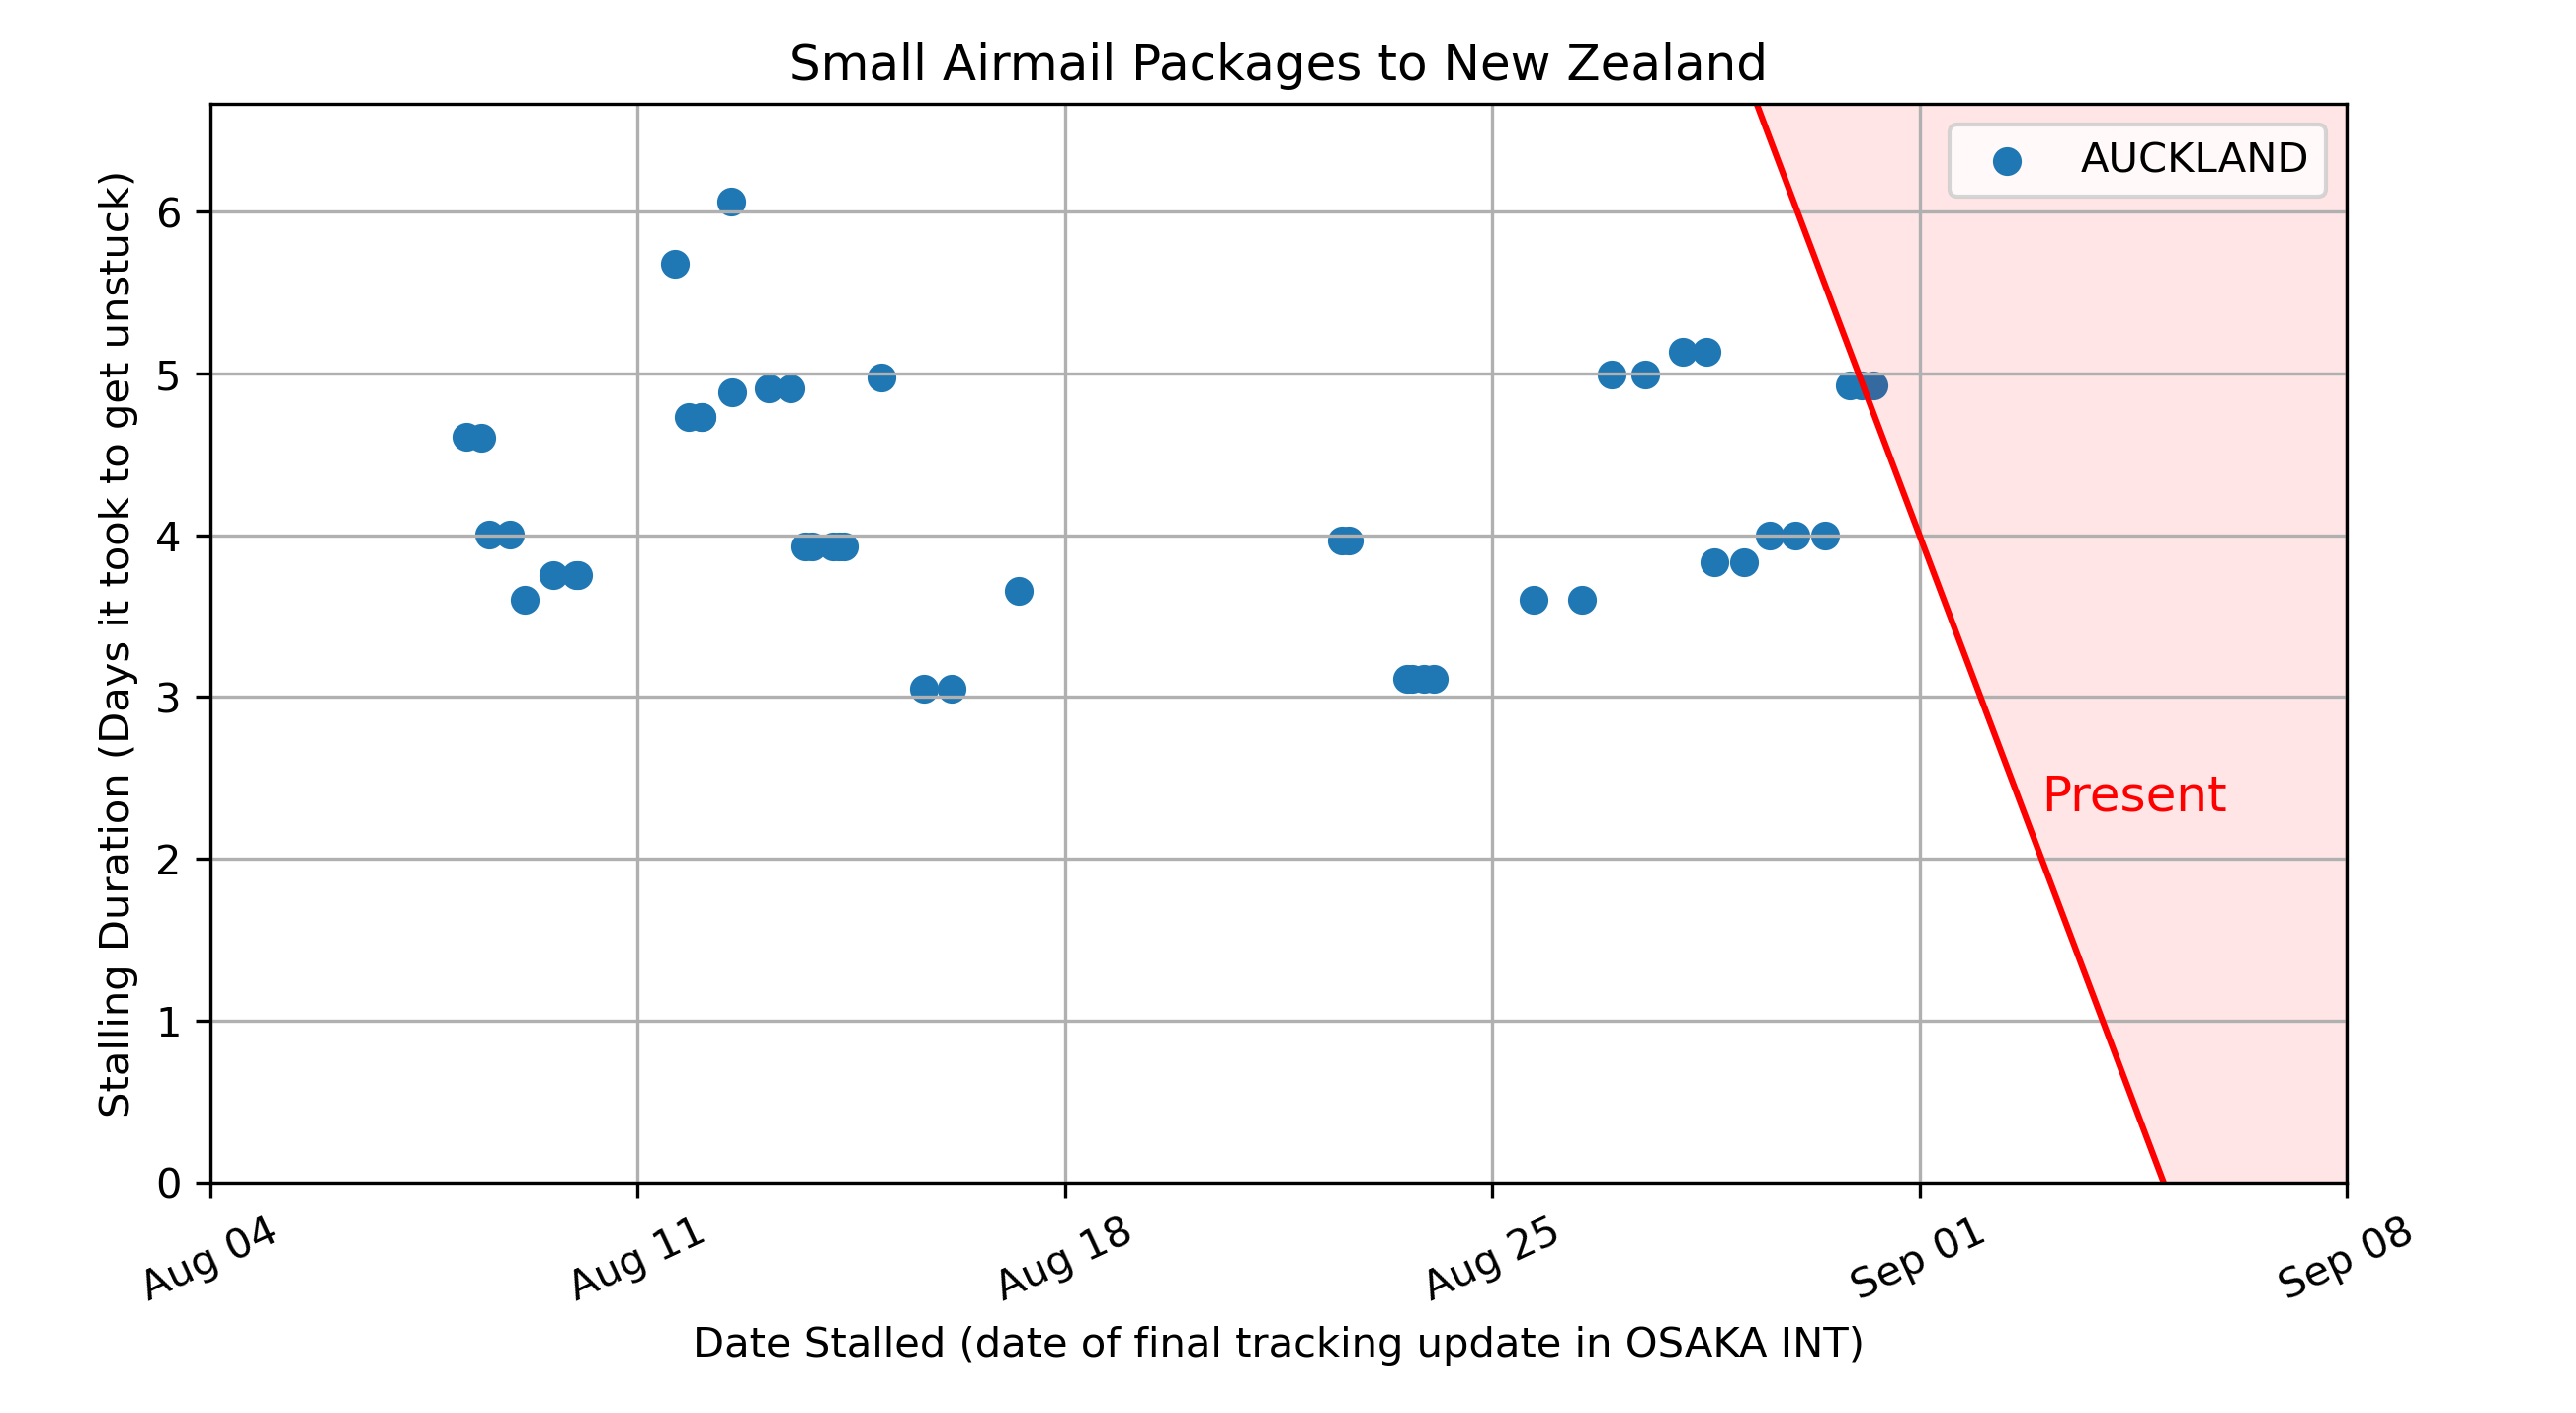 Small Airmail Packages to New Zealand
AUCKLAND
Stalling Duration (Days it took to get unstuck)
6
5
4
3
2
1
0
Present
Aug 04
Aug 11
Aug 18
Aug 25
Sep 01
Sep 08
Date Stalled (date of final tracking update in OSAKA INT)